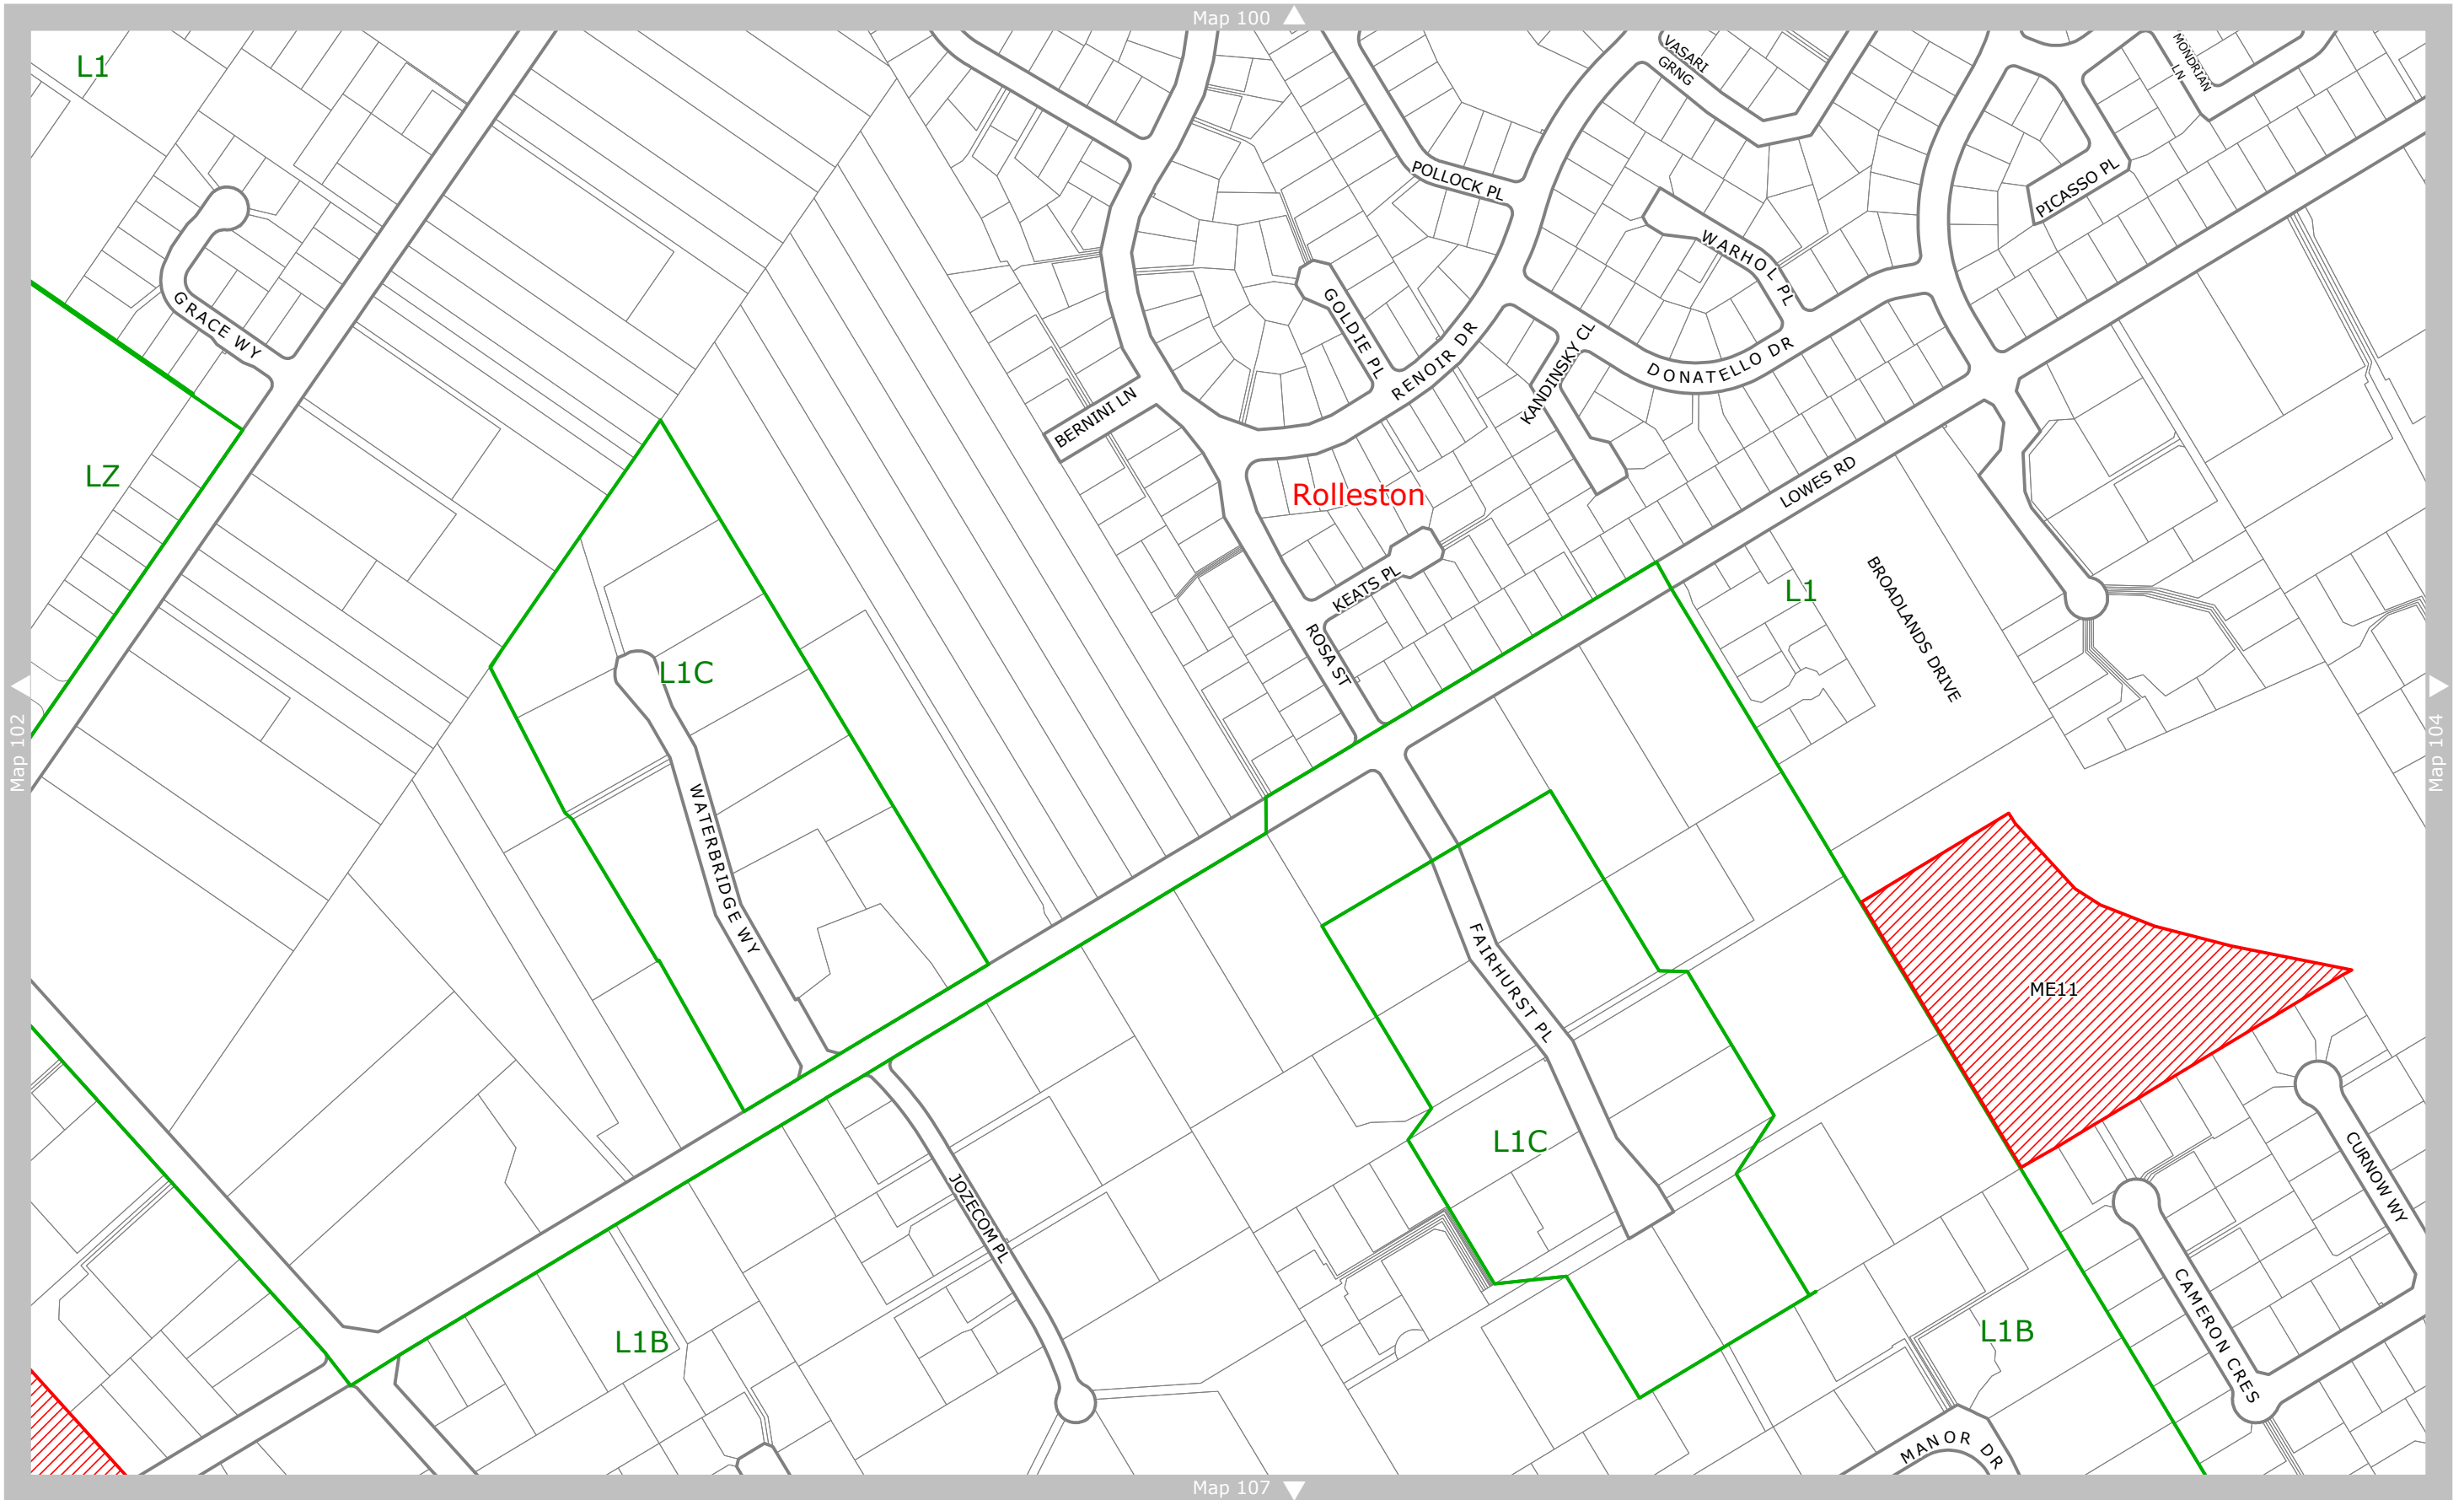 Map 100
L1
VASARI
GRNG
MONDRIAN
LN
POLLOCK PL
PICASSO PL
WARHOL PL
GRACE WY
GOLDIE PL
RENOIR DR
KANDINSKY CL
DONATELLO DR
BERNINI LN
LZ
Rolleston
LOWES RD
KEATS PL
L1
BROADLANDS DRIVE
ROSA ST
L1C
Map 102
Map 104
WATERBRIDGE WY
FAIRHURST PL
ME11
L1C
JOZECOM PL
CURNOW WY
L1B
L1B
CAMERON CRES
MANOR DR
Map 107